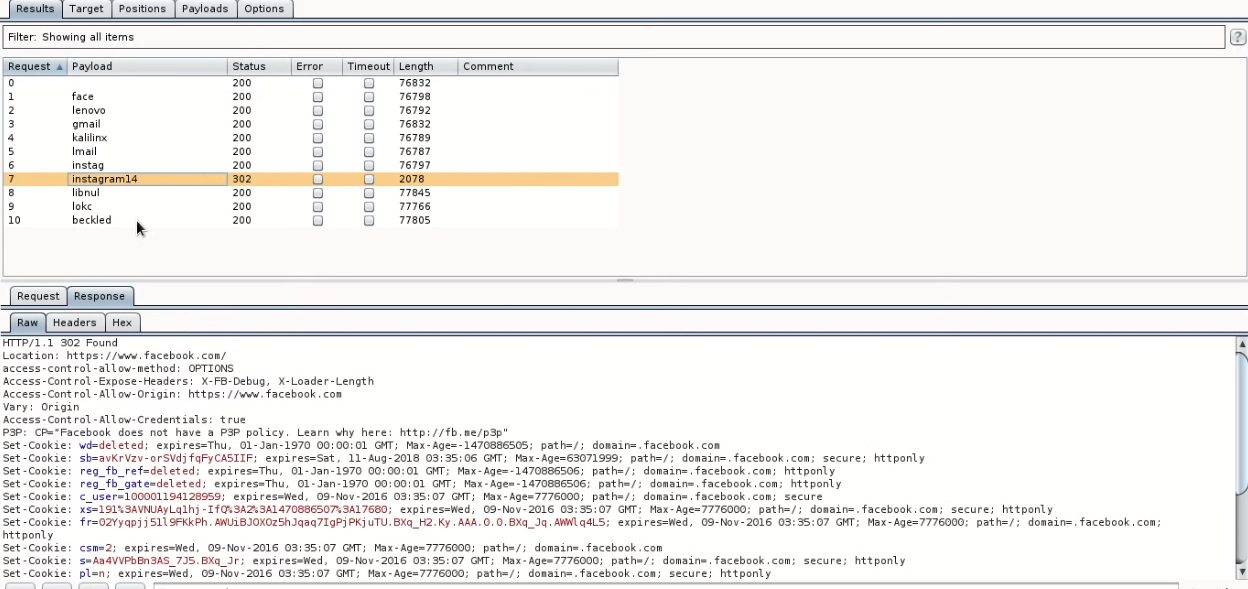 Results Target Positions Payloads Options
Filter: Showing all items ?
Request Payload Status Error Timeout Length Comment
0 200 76832
1 face 200 76798
2 lenovo 200 76792
3 gmail 200 76832
4 kalilinx 200 76789
5 lmail 200 76787
6 instag 200 76797
7 instagram14 302 2078
8 libnul 200 77845
9 lokc 200 77766
10 beckled 200 77805
Request Response
Raw Headers Hex
HTTP/1.1 302 Found
Location: https://www.facebook.com/
access-control-allow-method: OPTIONS
Access-Control-Expose-Headers: X-FB-Debug, X-Loader-Length
Access-Control-Allow-Origin: https://www.facebook.com
Vary: Origin
Access-Control-Allow-Credentials: true
P3P: CP="Facebook does not have a P3P policy. Learn why here: http://fb.me/p3p"
Set-Cookie: wd=deleted; expires=Thu, 01-Jan-1970 00:00:01 GMT; Max-Age=-1470886505; path=/; domain=.facebook.com
Set-Cookie: sb=avKrVzv-orSVdjfqFyCA5IIF; expires=Sat, 11-Aug-2018 03:35:06 GMT; Max-Age=63071999; path=/; domain=.facebook.com; secure; httponly
Set-Cookie: reg_fb_ref=deleted; expires=Thu, 01-Jan-1970 00:00:01 GMT; Max-Age=-1470886506; path=/; domain=.facebook.com; httponly
Set-Cookie: reg_fb_gate=deleted; expires=Thu, 01-Jan-1970 00:00:01 GMT; Max-Age=-1470886506; path=/; domain=.facebook.com; httponly
Set-Cookie: c_user=100001194128959; expires=Wed, 09-Nov-2016 03:35:07 GMT; Max-Age=7776000; path=/; domain=.facebook.com; secure
Set-Cookie: xs=191%3AVNUAyLq1hj-IfQ%3A2%3A1470886507%3A17680; expires=Wed, 09-Nov-2016 03:35:07 GMT; Max-Age=7776000; path=/; domain=.facebook.com; secure; httponly
Set-Cookie: fr=02Yyqpjj51l9FKkPh.AWUiBJOXOz5hJqaq7IgPjPKjuTU.BXq_H2.Ky.AAA.0.0.BXq_Jq.AWWlq4L5; expires=Wed, 09-Nov-2016 03:35:07 GMT; Max-Age=7776000; path=/; domain=.facebook.com;
httponly
Set-Cookie: csm=2; expires=Wed, 09-Nov-2016 03:35:07 GMT; Max-Age=7776000; path=/; domain=.facebook.com
Set-Cookie: s=Aa4VVPbBn3AS_7J5.BXq_Jr; expires=Wed, 09-Nov-2016 03:35:07 GMT; Max-Age=7776000; path=/; domain=.facebook.com; secure; httponly
Set-Cookie: pl=n; expires=Wed, 09-Nov-2016 03:35:07 GMT; Max-Age=7776000; path=/; domain=.facebook.com; secure; httponly